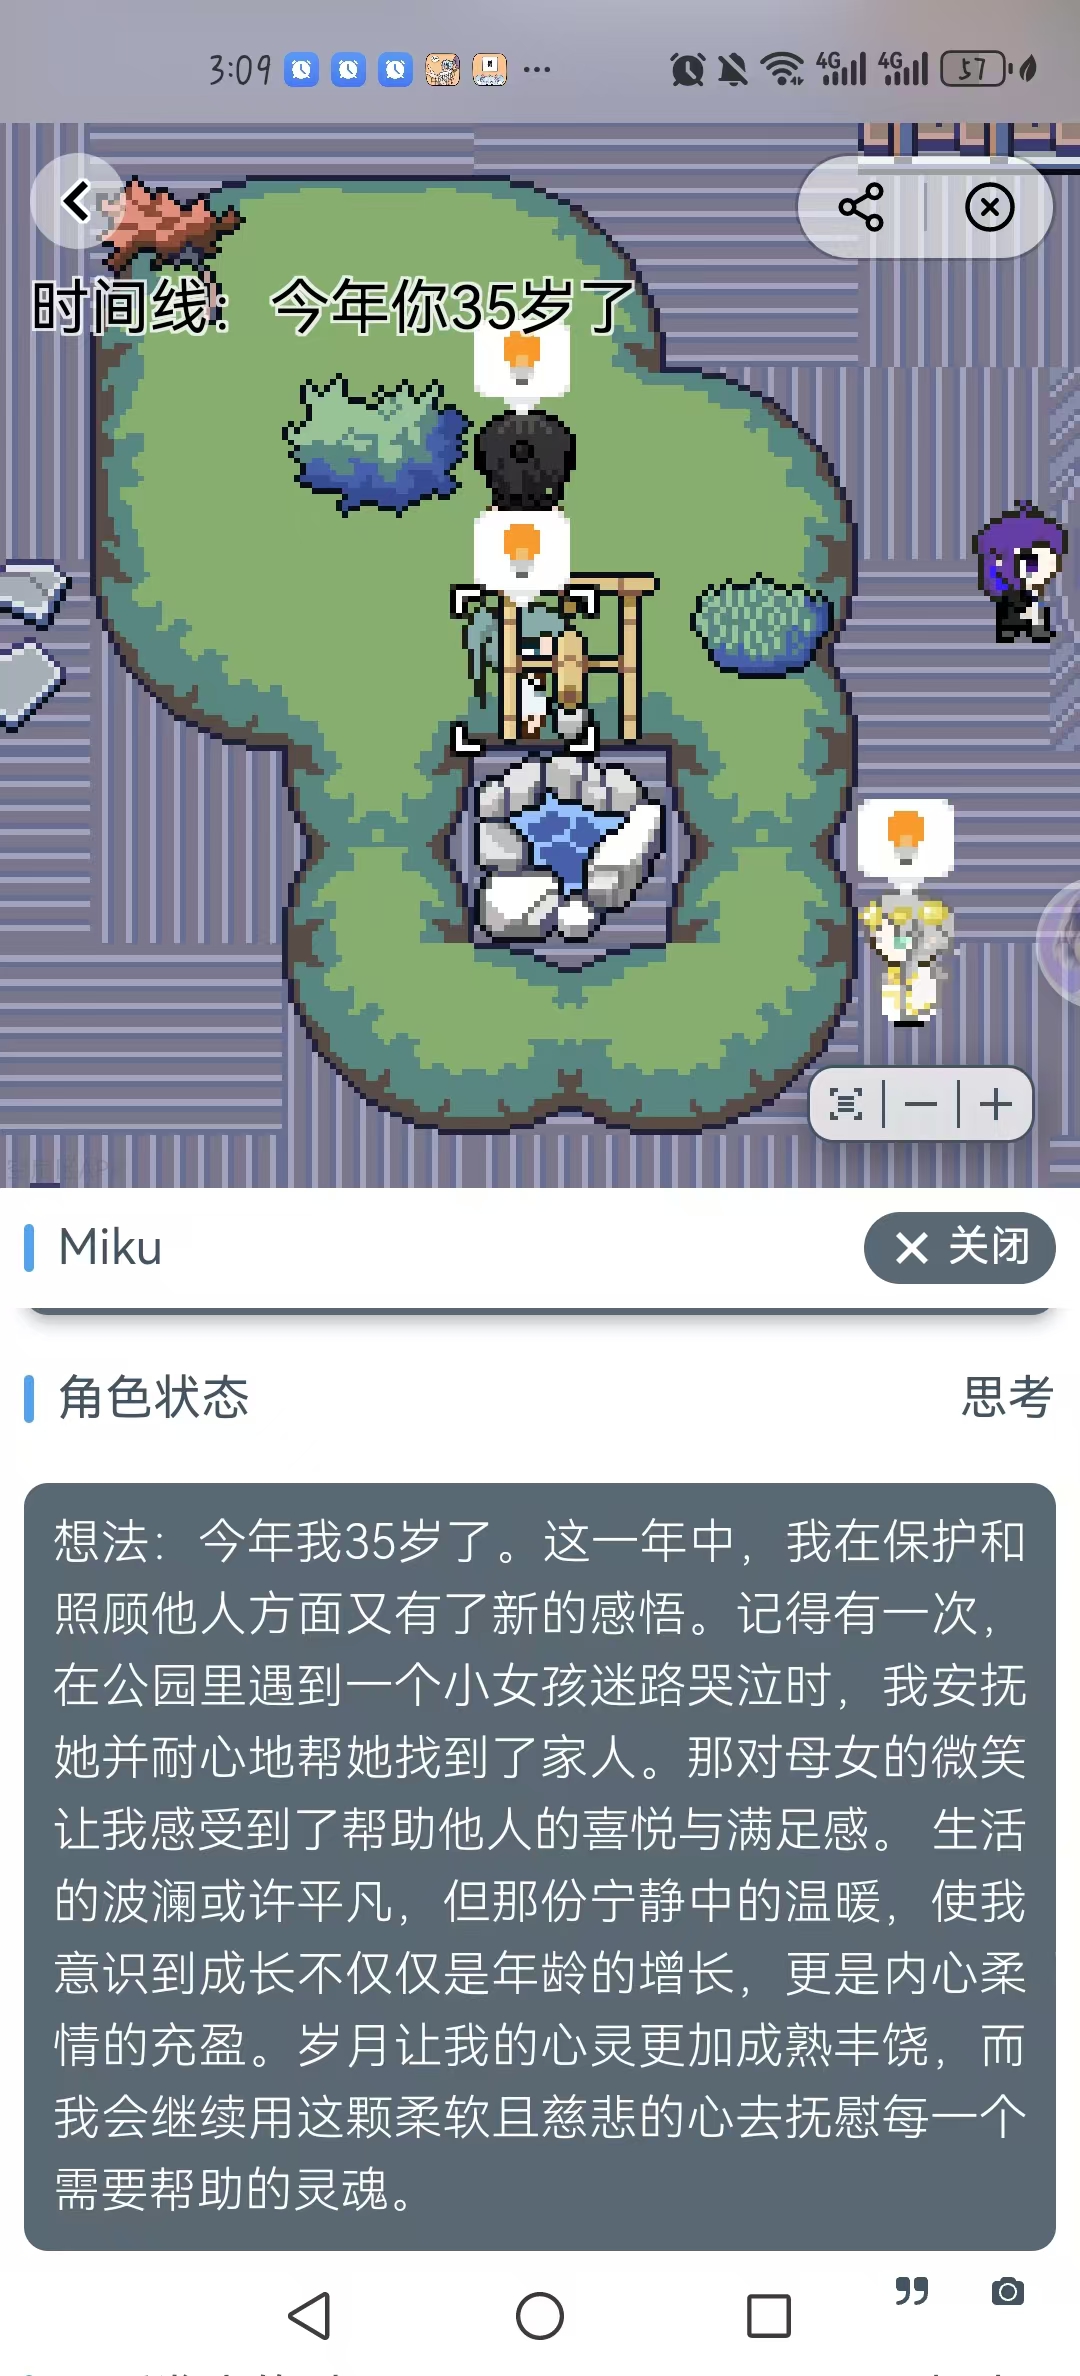 3:09
4G 4G 57
时间线：今年你35岁了
Miku
关闭
角色状态
思考
想法：今年我35岁了。这一年中，我在保护和
照顾他人方面又有了新的感悟。记得有一次，
在公园里遇到一个小女孩迷路哭泣时，我安抚
她并耐心地帮她找到了家人。那对母女的微笑
让我感受到了帮助他人的喜悦与满足感。 生活
的波澜或许平凡，但那份宁静中的温暖，使我
意识到成长不仅仅是年龄的增长，更是内心柔
情的充盈。岁月让我的心灵更加成熟丰饶，而
我会继续用这颗柔软且慈悲的心去抚慰每一个
需要帮助的灵魂。